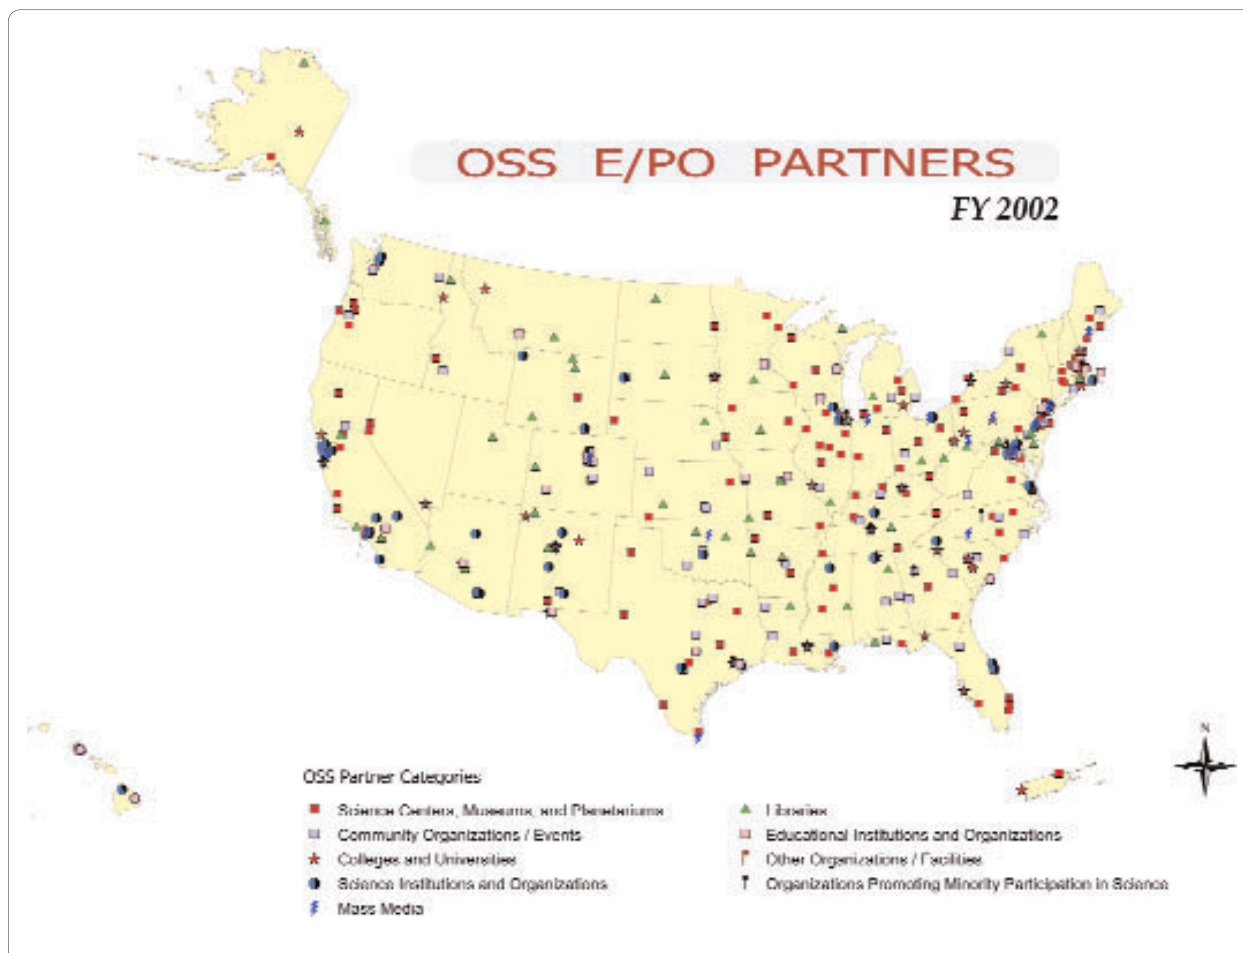 OSS E/PO PARTNERS
FY 2002
N
OSS Partner Categories
Science Centers, Museums, and Planetariums
Community Organizations / Events
Colleges and Universities
Science Institutions and Organizations
Mass Media
Libraries
Educational Institutions and Organizations
Other Organizations / Facilities
Organizations Promoting Minority Participation in Science